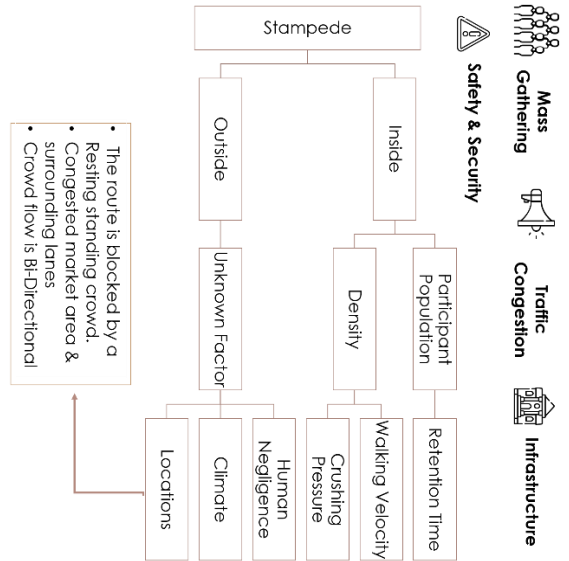 Mass
Gathering
Traffic
Congestion
Infrastructure
Safety & Security
Stampede
Inside
Outside
Participant
Population
Density
Unknown Factor
Retention Time
Walking Velocity
Crushing
Pressure
Human
Negligence
Climate
Locations
• The route is blocked by a
Resting standing crowd.
• Congested market area &
surrounding lanes
• Crowd flow is Bi-Directional